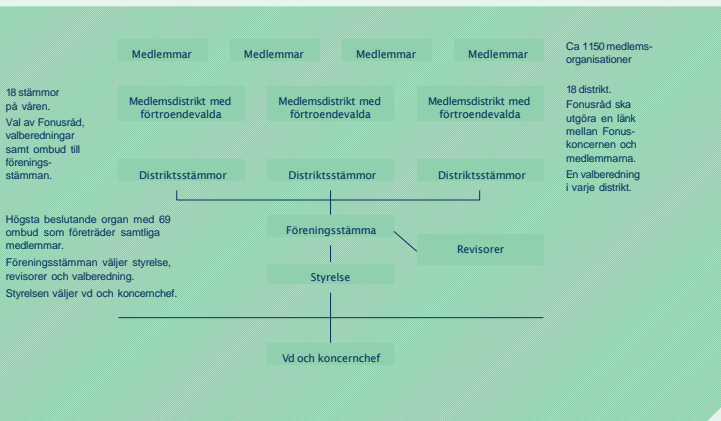 Medlemmar
Medlemmar
Medlemmar
Medlemmar
Ca 1150 medlems-
organisationer
18 stämmor
på våren.
Val av Fonusråd,
valberedningar
samt ombud till
förenings-
stämman.
Medlemsdistrikt med
förtroendevalda
Medlemsdistrikt med
förtroendevalda
Medlemsdistrikt med
förtroendevalda
18 distrikt.
Fonusråd ska
utgöra en länk
mellan Fonus-
koncernen och
medlemmarna.
En valberedning
i varje distrikt.
Distriktsstämmor
Distriktsstämmor
Distriktsstämmor
Högsta beslutande organ med 69
ombud som företräder samtliga
medlemmar.
Föreningsstämman väljer styrelse,
revisorer och valberedning.
Styrelsen väljer vd och koncernchef.
Föreningsstämma
Revisorer
Styrelse
Vd och koncernchef